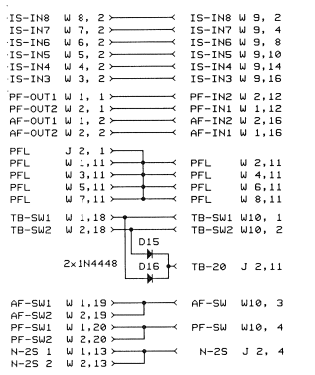 IS-IN8 W 8, 2 IS-IN8 W 9, 2
IS-IN7 W 7, 2 IS-IN7 W 9, 4
IS-IN6 W 6, 2 IS-IN6 W 9, 8
IS-IN5 W 5, 2 IS-IN5 W 9,10
IS-IN4 W 4, 2 IS-IN4 W 9,14
IS-IN3 W 3, 2 IS-IN3 W 9,16
PF-OUT1 W 1, 1 PF-IN2 W 2,12
PF-OUT2 W 2, 1 PF-IN1 W 1,12
AF-OUT1 W 1, 2 AF-IN2 W 2,16
AF-OUT2 W 2, 2 AF-IN1 W 1,16
PFL J 2, 1
PFL W 1,11 PFL W 2,11
PFL W 3,11 PFL W 4,11
PFL W 5,11 PFL W 6,11
PFL W 7,11 PFL W 8,11
TB-SW1 W 1,18 TB-SW1 W10, 1
TB-SW2 W 2,18 TB-SW2 W10, 2
D15
2x1N4448 D16 TB-20 J 2,11
AF-SW1 W 1,19 AF-SW W10, 3
AF-SW2 W 2,19
PF-SW1 W 1,20 PF-SW W10, 4
PF-SW2 W 2,20
N-2S 1 W 1,13 N-2S J 2, 4
N-2S 2 W 2,13